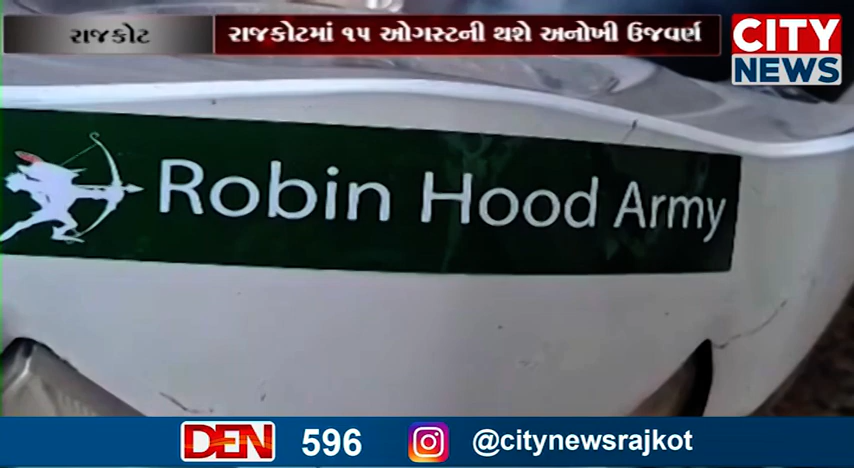 રાજકોટ
રાજકોટમાં ૧૫ ઓગસ્ટની થશે અનોખી ઉજવણ
CITY
NEWS
Robin Hood Army
DEN 596 @citynewsrajkot